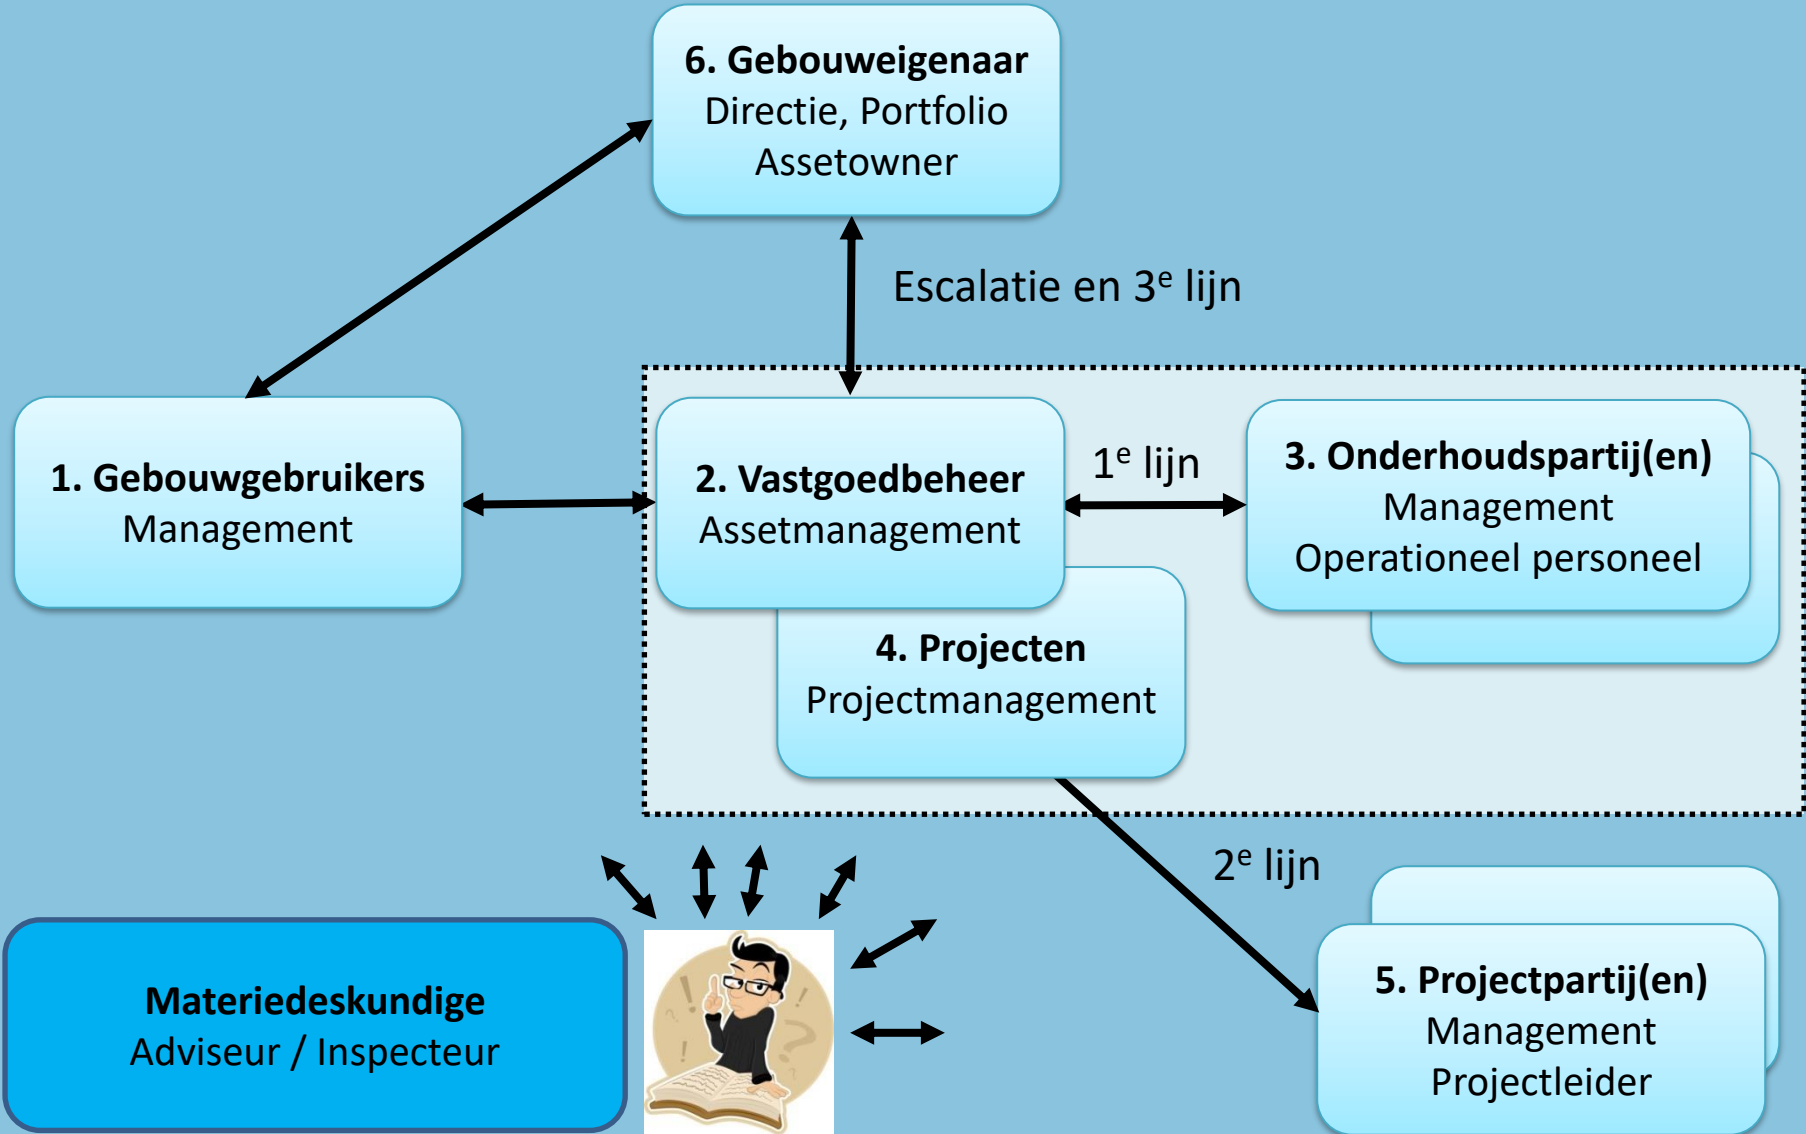 6. Gebouweigenaar
Directie, Portfolio
Assetowner
Escalatie en 3e lijn
1. Gebouwgebruikers
Management
2. Vastgoedbeheer
Assetmanagement
1e lijn
3. Onderhoudspartij(en)
Management
Operationeel personeel
4. Projecten
Projectmanagement
2e lijn
5. Projectpartij(en)
Management
Projectleider
Materiedeskundige
Adviseur / Inspecteur